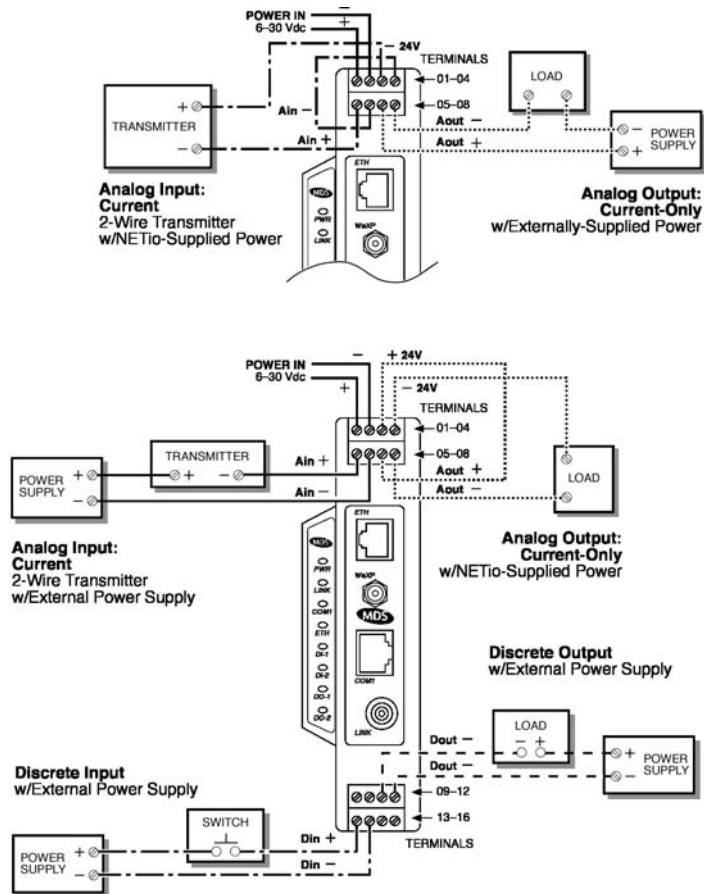 POWER IN
6–30 Vdc
−
+
− 24V
TERMINALS
01–04
05–08
LOAD
Ain −
Ain +
Aout −
Aout +
TRANSMITTER
+
−
−
+
POWER
SUPPLY
ETH
MDS
PWR
LINK
WaXP
Analog Input:
Current
2-Wire Transmitter
w/NETio-Supplied Power
Analog Output:
Current-Only
w/Externally-Supplied Power
POWER IN
6–30 Vdc
−
+
+ 24V
− 24V
TERMINALS
01–04
05–08
TRANSMITTER
+ −
POWER
SUPPLY
+
−
Ain +
Ain −
Aout +
Aout −
LOAD
Analog Input:
Current
2-Wire Transmitter
w/External Power Supply
Analog Output:
Current-Only
w/NETio-Supplied Power
ETH
MDS
PWR
LINK
COM1
ETH
DI-1
DI-2
DO-1
DO-2
WaXP
MDS
COM1
LINK
Discrete Output
w/External Power Supply
LOAD
− +
Dout −
Dout −
+
−
POWER
SUPPLY
Discrete Input
w/External Power Supply
09–12
13–16
TERMINALS
SWITCH
Din +
Din −
POWER
SUPPLY
+
−